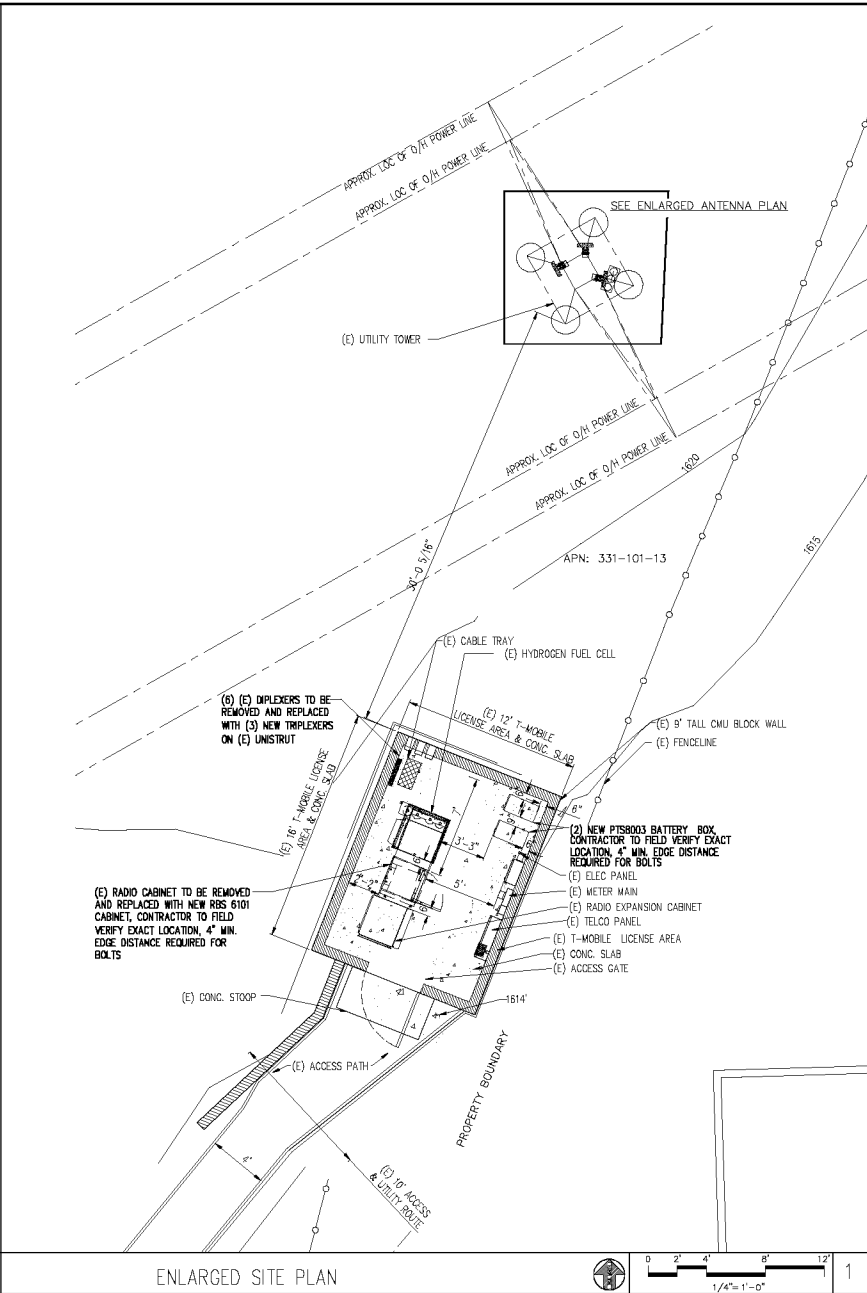 APPROX. LOC OF O/H POWER LINE
APPROX. LOC OF O/H POWER LINE
SEE ENLARGED ANTENNA PLAN
(E) UTILITY TOWER
APPROX. LOC OF O/H POWER LINE
APPROX. LOC OF O/H POWER LINE
1620
1615
APN: 331-101-13
30'-0 5/16"
(E) CABLE TRAY
(E) HYDROGEN FUEL CELL
(6) (E) DIPLEXERS TO BE
REMOVED AND REPLACED
WITH (3) NEW TRIPLEXERS
ON (E) UNISTRUT
(E) 12' T-MOBILE
LICENSE AREA & CONC. SLAB
(E) 16' T-MOBILE LICENSE
AREA & CONC. SLAB
(E) 9' TALL CMU BLOCK WALL
(E) FENCELINE
6"
(2) NEW PTS8003 BATTERY BOX,
CONTRACTOR TO FIELD VERIFY EXACT
LOCATION, 4" MIN. EDGE DISTANCE
REQUIRED FOR BOLTS
3'-3"
5'
(E) ELEC PANEL
(E) METER MAIN
(E) RADIO EXPANSION CABINET
(E) TELCO PANEL
(E) T-MOBILE LICENSE AREA
(E) CONC. SLAB
(E) ACCESS GATE
(E) RADIO CABINET TO BE REMOVED
AND REPLACED WITH NEW RBS 6101
CABINET, CONTRACTOR TO FIELD
VERIFY EXACT LOCATION, 4" MIN.
EDGE DISTANCE REQUIRED FOR
BOLTS
(E) CONC. STOOP
1614'
(E) ACCESS PATH
PROPERTY BOUNDARY
4"
(E) 10' ACCESS
& UTILITY ROUTE
ENLARGED SITE PLAN
0 2' 4' 8' 12'
1/4"=1'-0"
1